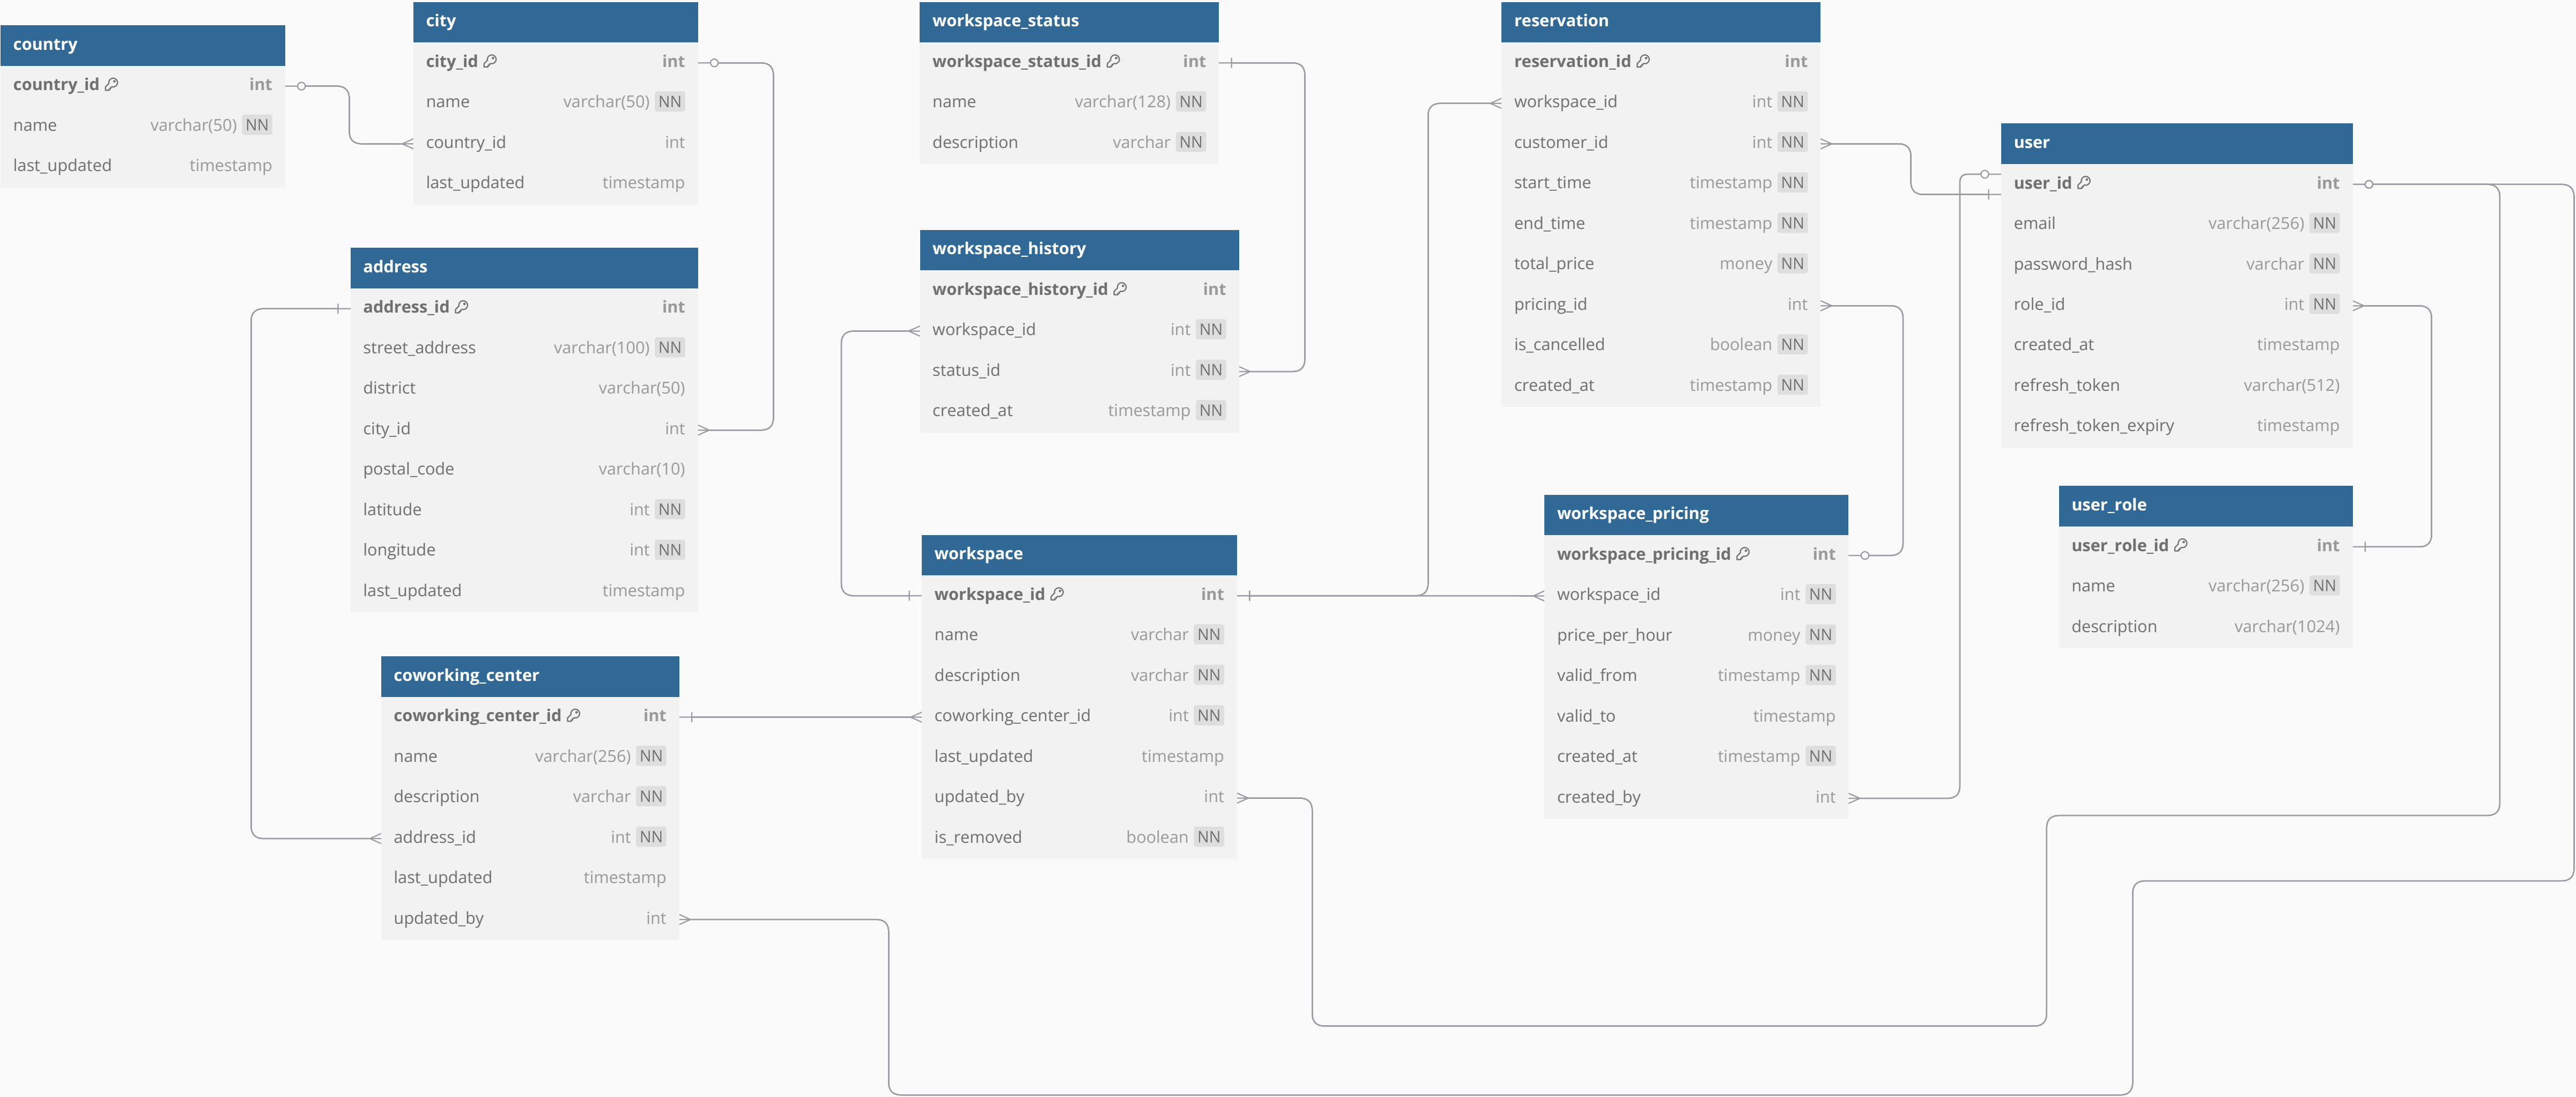 country
country_id int
name varchar(50) NN
last_updated timestamp
city
city_id int
name varchar(50) NN
country_id int
last_updated timestamp
address
address_id int
street_address varchar(100) NN
district varchar(50)
city_id int
postal_code varchar(10)
latitude int NN
longitude int NN
last_updated timestamp
coworking_center
coworking_center_id int
name varchar(256) NN
description varchar NN
address_id int NN
last_updated timestamp
updated_by int
workspace_status
workspace_status_id int
name varchar(128) NN
description varchar NN
workspace_history
workspace_history_id int
workspace_id int NN
status_id int NN
created_at timestamp NN
workspace
workspace_id int
name varchar NN
description varchar NN
coworking_center_id int NN
last_updated timestamp
updated_by int
is_removed boolean NN
reservation
reservation_id int
workspace_id int NN
customer_id int NN
start_time timestamp NN
end_time timestamp NN
total_price money NN
pricing_id int
is_cancelled boolean NN
created_at timestamp NN
workspace_pricing
workspace_pricing_id int
workspace_id int NN
price_per_hour money NN
valid_from timestamp NN
valid_to timestamp
created_at timestamp NN
created_by int
user
user_id int
email varchar(256) NN
password_hash varchar NN
role_id int NN
created_at timestamp
refresh_token varchar(512)
refresh_token_expiry timestamp
user_role
user_role_id int
name varchar(256) NN
description varchar(1024)